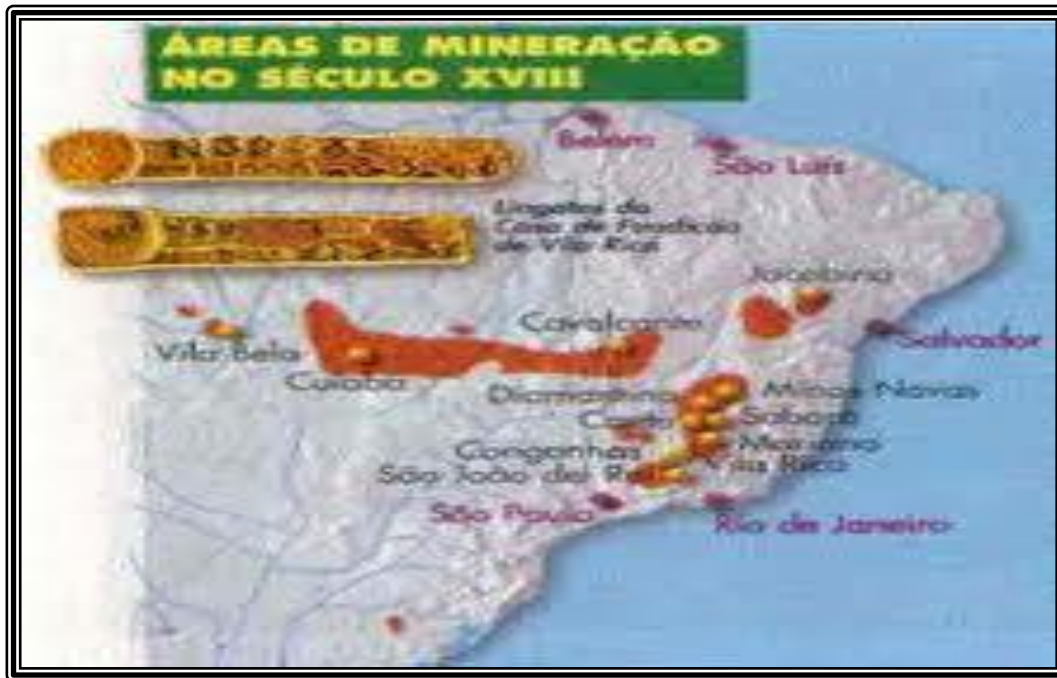 ÁREAS DE MINERAÇÃO
NO SÉCULO XVIII
Belém
São Luís
Lingotes da
Casa de Fundição
de Vila Rica
Jacobina
Cavalcante
Salvador
Vila Bela
Cuiabá
Diamantina
Minas Novas
Sabará
Mariana
Congonhas
Vila Rica
São João del Rei
São Paulo
Rio de Janeiro